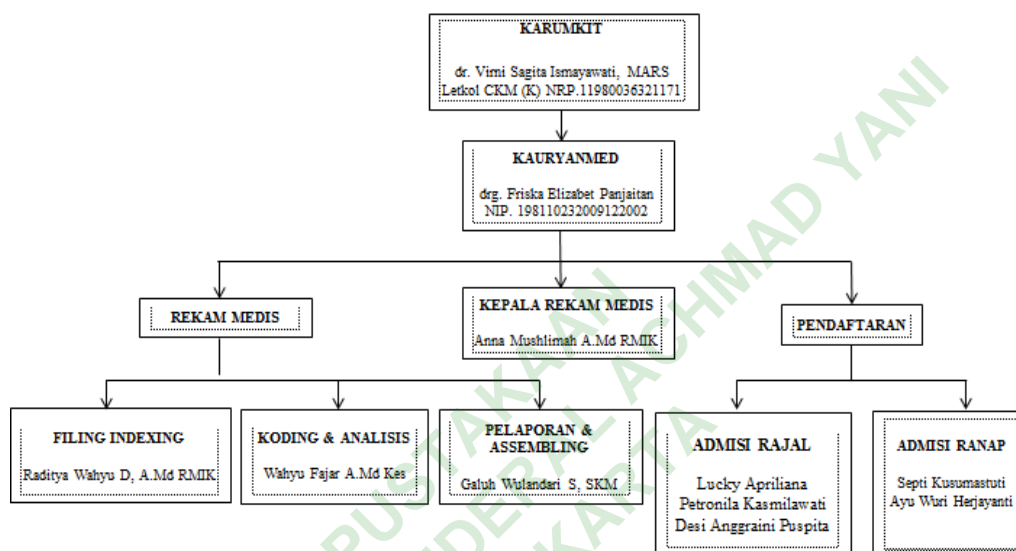 KARUMKIT
dr. Virni Sagita Ismayawati, MARS
Letkol CKM (K) NRP.11980036321171
KAURYANMED
drg. Friska Elizabet Panjaitan
NIP. 198110232009122002
REKAM MEDIS
KEPALA REKAM MEDIS
Anna Mushlimah A.Md RMIK
PENDAFTARAN
FILING INDEXING
Raditya Wahyu D, A.Md RMIK
KODING & ANALISIS
Wahyu Fajar A.Md Kes
PELAPORAN &
ASSEMBLING
Galuh Wulandari S, SKM
ADMISI RAJAL
Lucky Apriliana
Petronila Kasmilawati
Desi Anggraini Puspita
ADMISI RANAP
Septi Kusumastuti
Ayu Wuri Herjayanti
PUSTAKAAN
ENDERAL ACHMAD YANI
KARTA